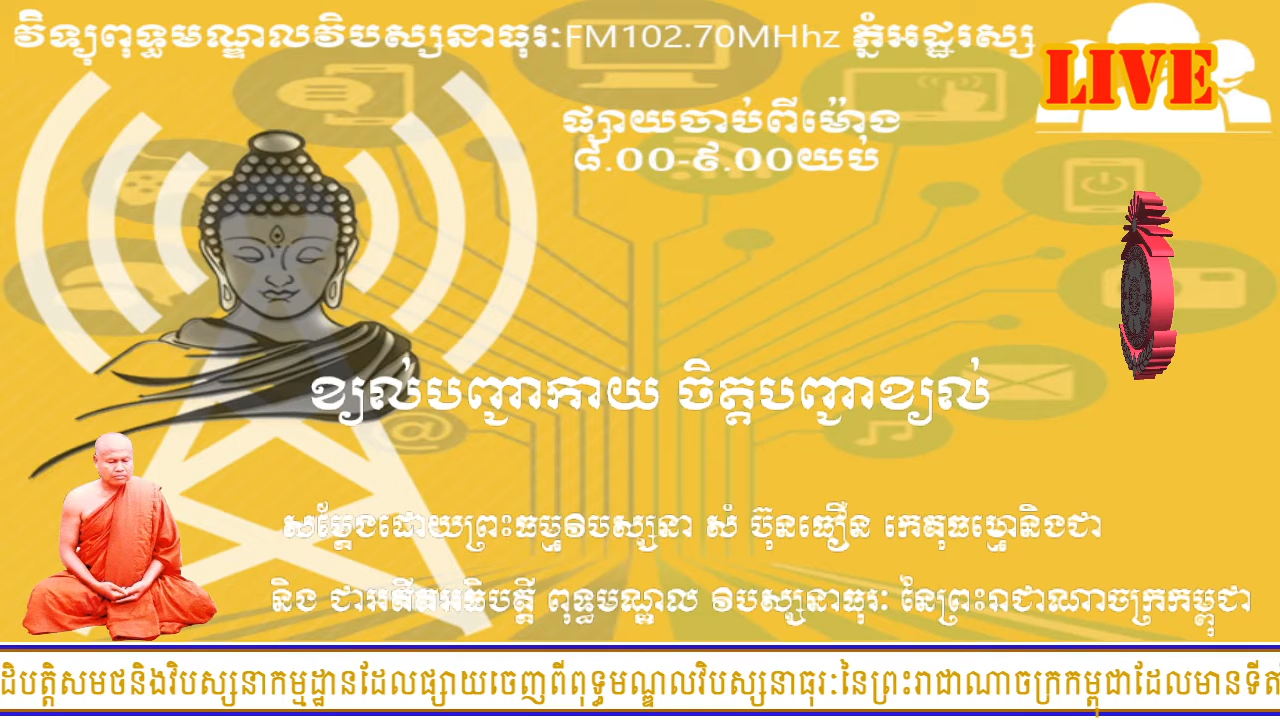 វិទ្យុពុទ្ធមណ្ឌលវិបស្សនាធុរៈFM102.70MHhz ភ្នំអដ្ឋរស្ស
LIVE
ផ្សាយចាប់ពីម៉ោុង
៨.00-៩.00យប់
ខ្យល់បញ្ជាកាយ ចិត្តបញ្ជាខ្យល់
សម្តែងដោយព្រះធម្មវិបស្សនា សំ ប៊ុនធឿន កេតុធម្មោនិងជា
និង ជាអតីតអធិបតី្ត ពុទ្ធមណ្ឌល វិបស្សនាធុរៈ នៃព្រះរាជាណាចក្រកម្ពុជា
ដិបត្តិសមថនិងវិបស្សនាកម្មដ្ឋានដែលផ្សាយចេញពីពុទ្ធមណ្ឌលវិបស្សនាធុរៈនៃព្រះរាជាណាចក្រកម្ពុជាដែលមានទីត